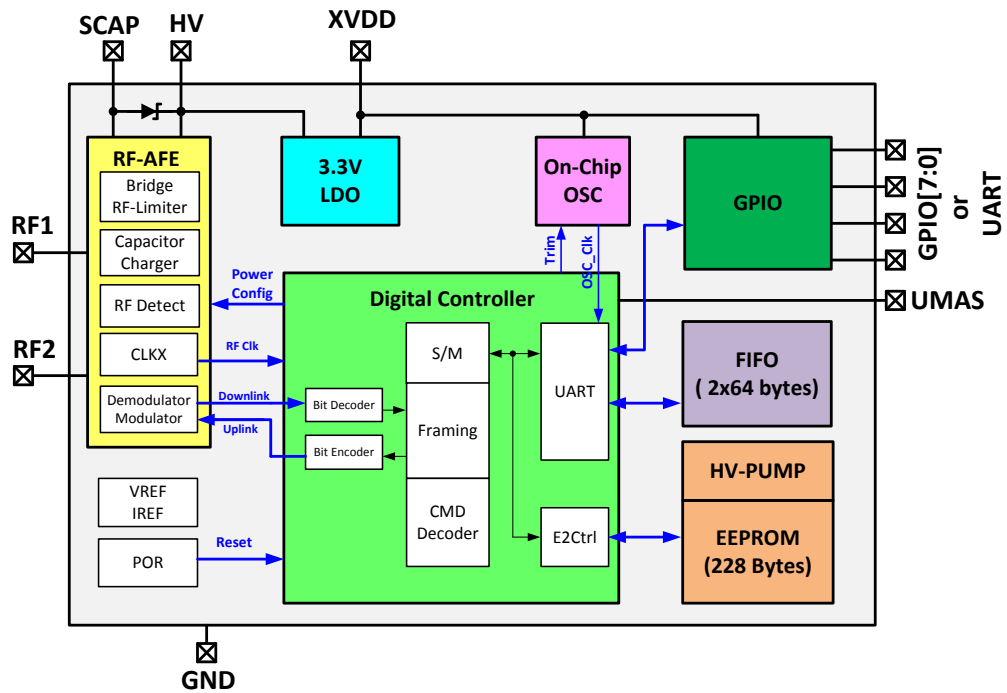 SCAP
HV
XVDD
RF-AFE
Bridge
RF-Limiter
Capacitor
Charger
RF Detect
CLKX
Demodulator
Modulator
RF1
RF2
3.3V
LDO
On-Chip
OSC
GPIO
GPIO[7:0]
or
UART
Trim
OSC_Clk
Power
Config
RF Clk
Downlink
Uplink
Digital Controller
S/M
Framing
CMD
Decoder
Bit Decoder
Bit Encoder
UART
E2Ctrl
UMAS
FIFO
( 2x64 bytes)
HV-PUMP
EEPROM
(228 Bytes)
VREF
IREF
POR
Reset
GND